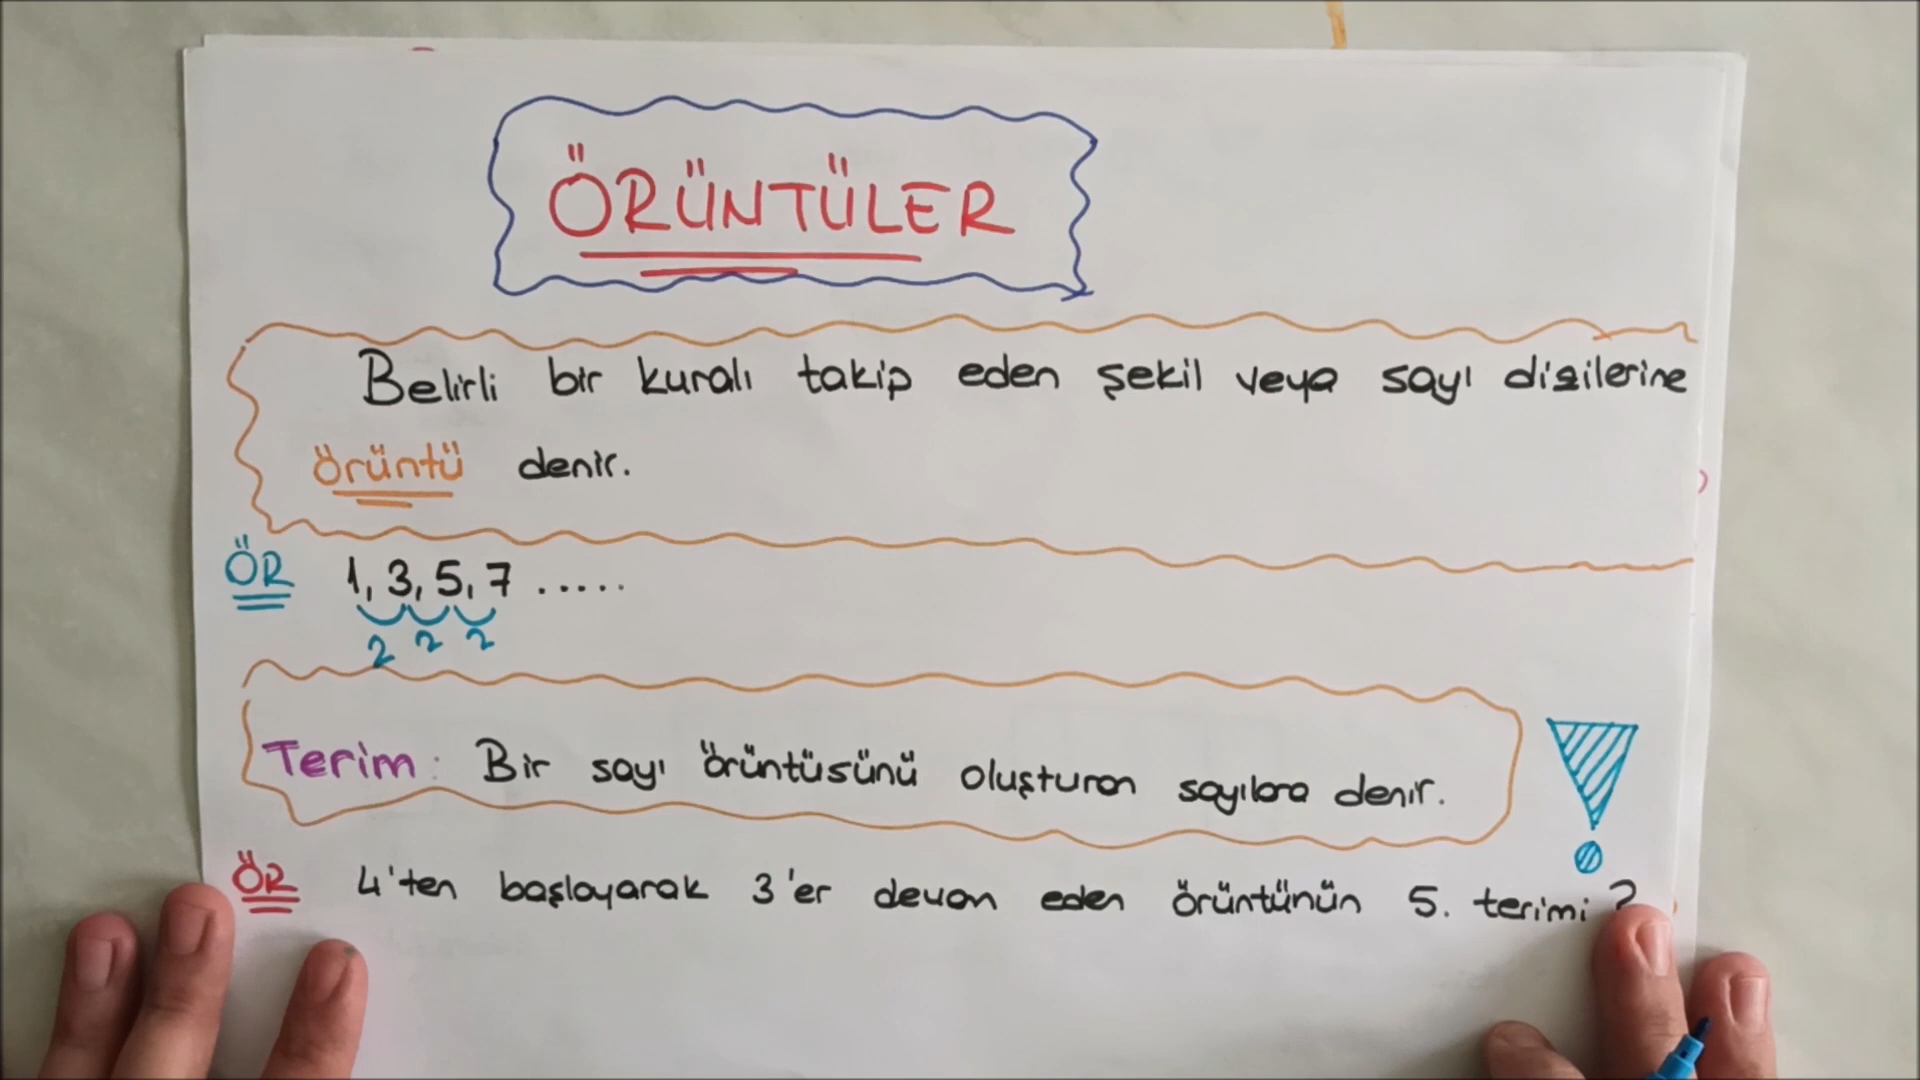 ÖRÜNTÜLER
Belirli bir kuralı takip eden şekil veya sayı dizilerine
örüntü denir.
ÖR 1, 3, 5, 7 .....
2 2 2
Terim: Bir sayı örüntüsünü oluşturan sayılara denir.
ÖR 4'ten başlayarak 3'er devam eden örüntünün 5. terimi ?